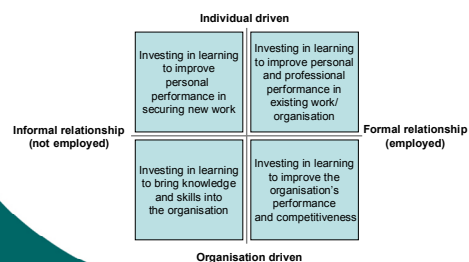 Individual driven
Investing in learning
to improve
personal
performance in
securing new work
Investing in learning
to improve personal
and professional
performance in
existing work/
organisation
Informal relationship
(not employed)
Formal relationship
(employed)
Investing in learning
to bring knowledge
and skills into
the organisation
Investing in learning
to improve the
organisation's
performance
and competitiveness
Organisation driven